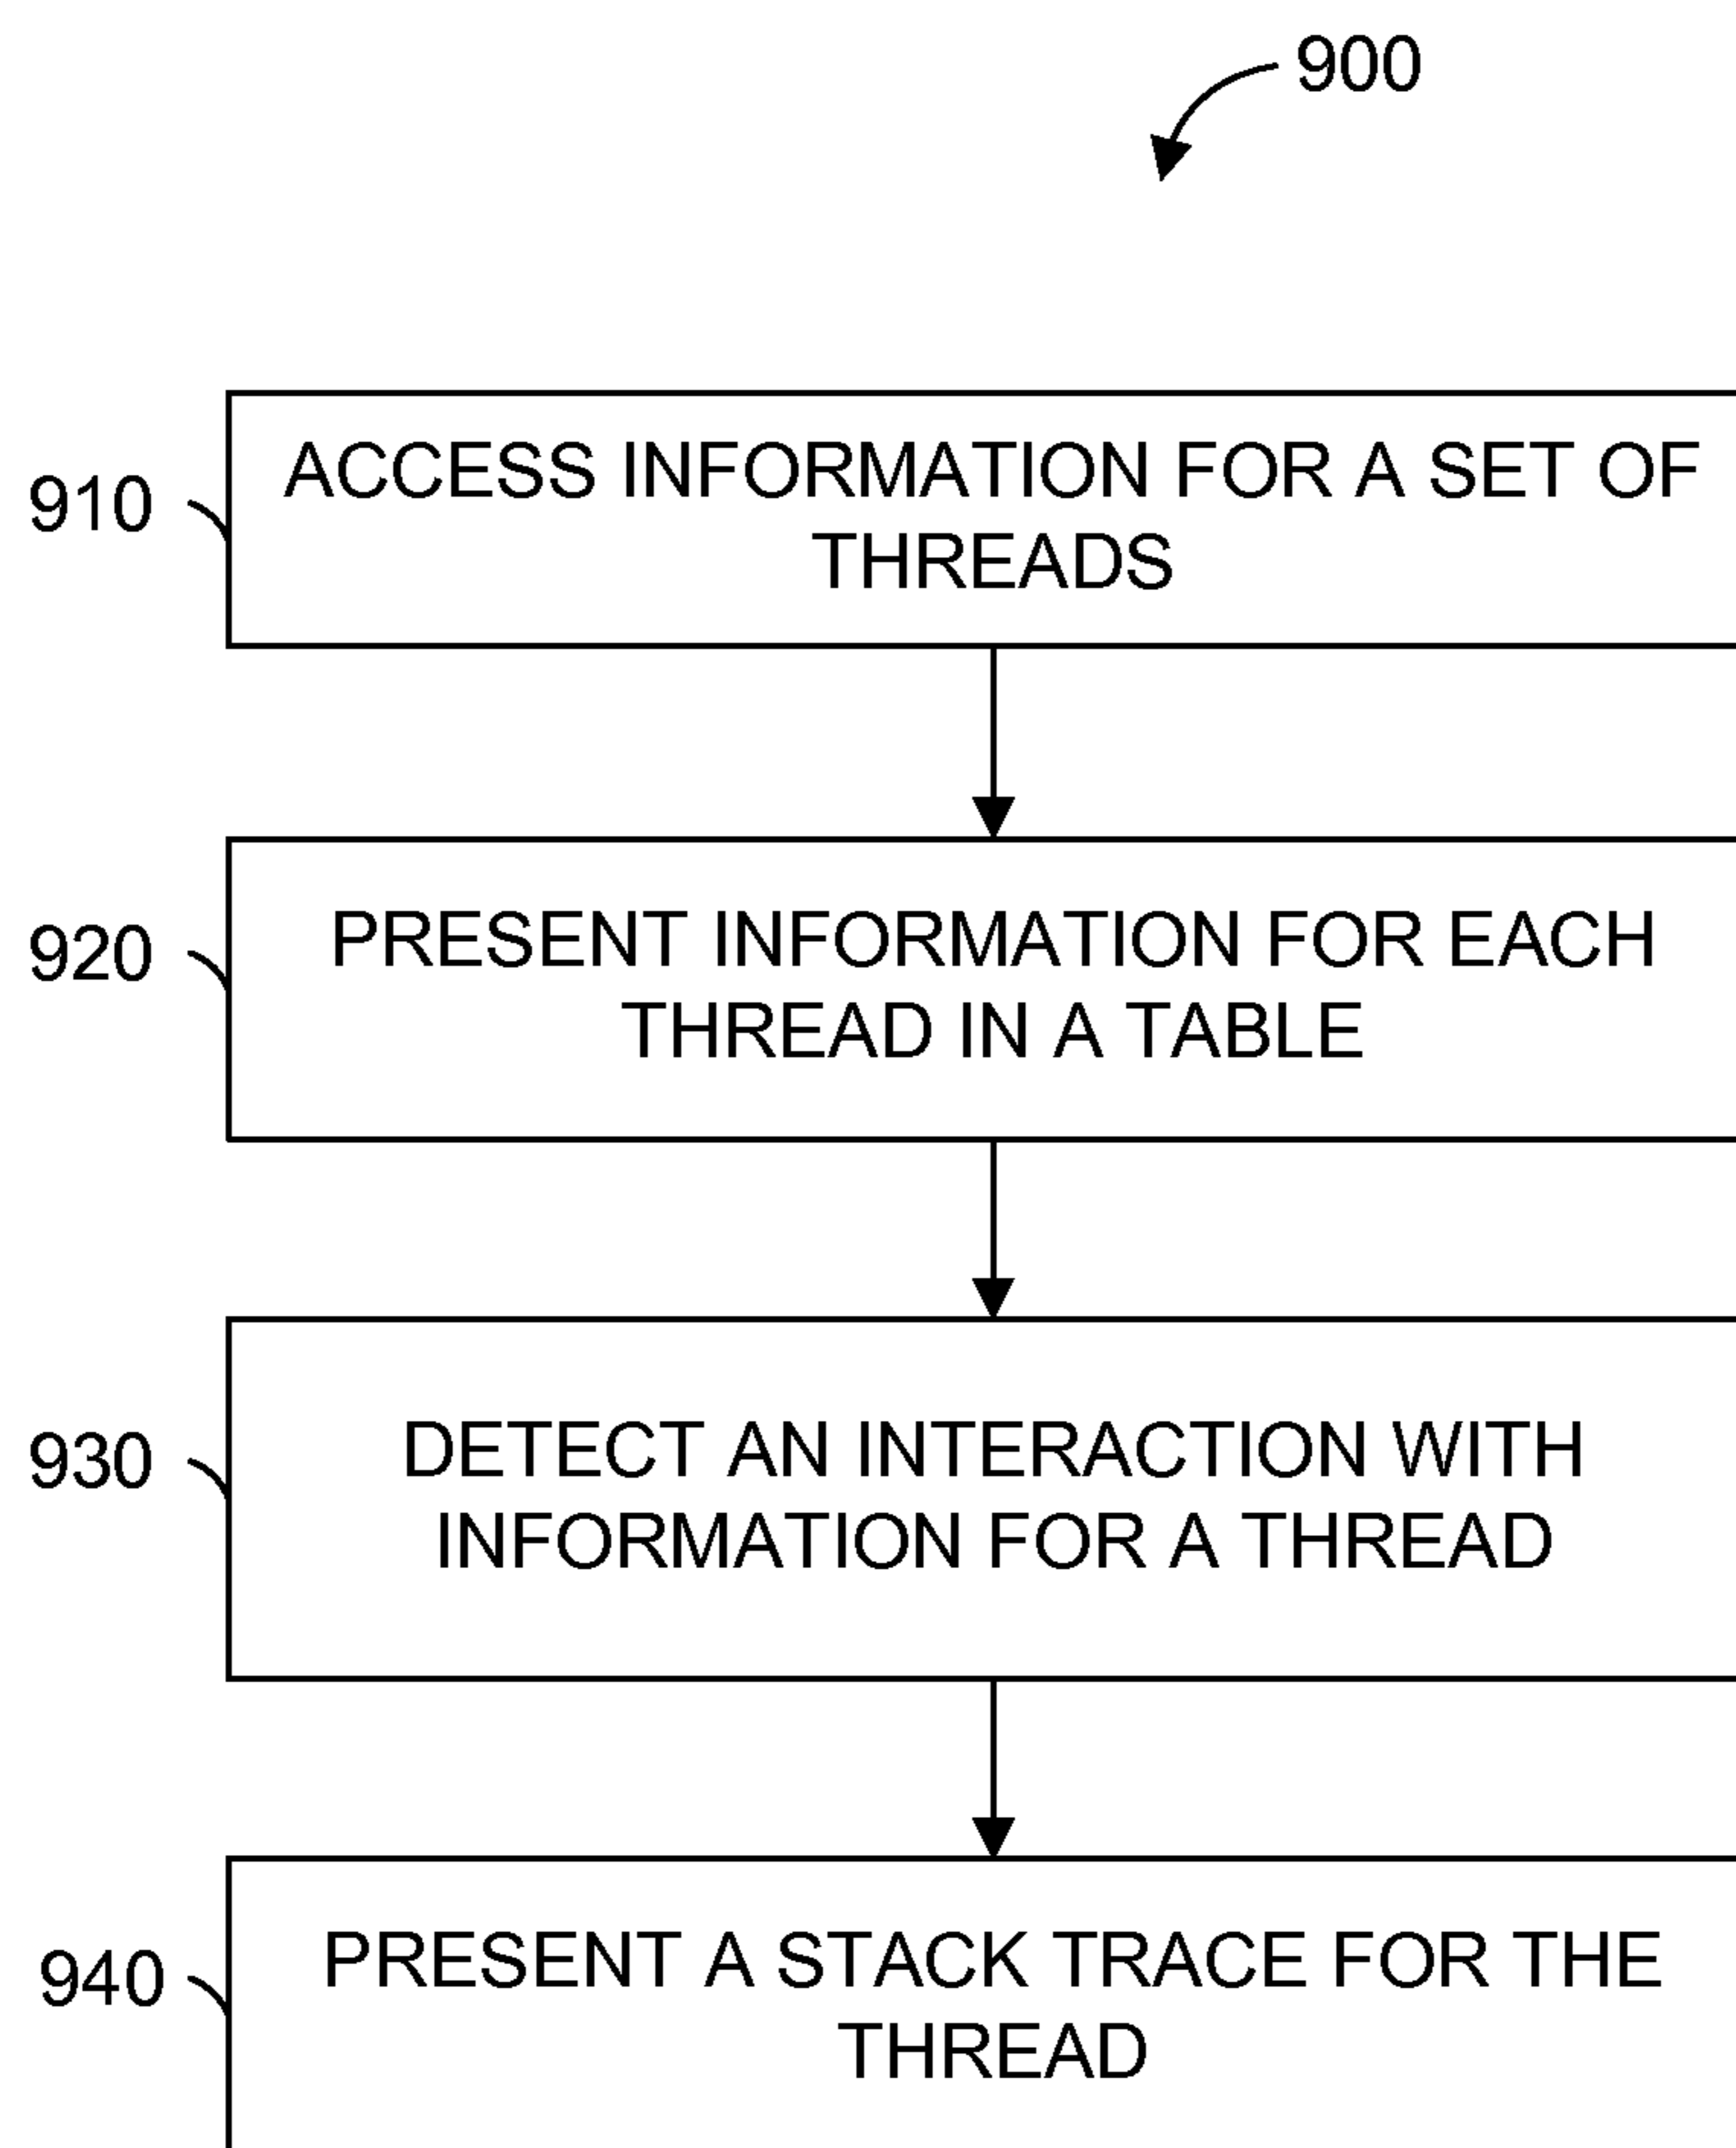 900
910
ACCESS INFORMATION FOR A SET OF
THREADS
920
PRESENT INFORMATION FOR EACH
THREAD IN A TABLE
930
DETECT AN INTERACTION WITH
INFORMATION FOR A THREAD
940
PRESENT A STACK TRACE FOR THE
THREAD